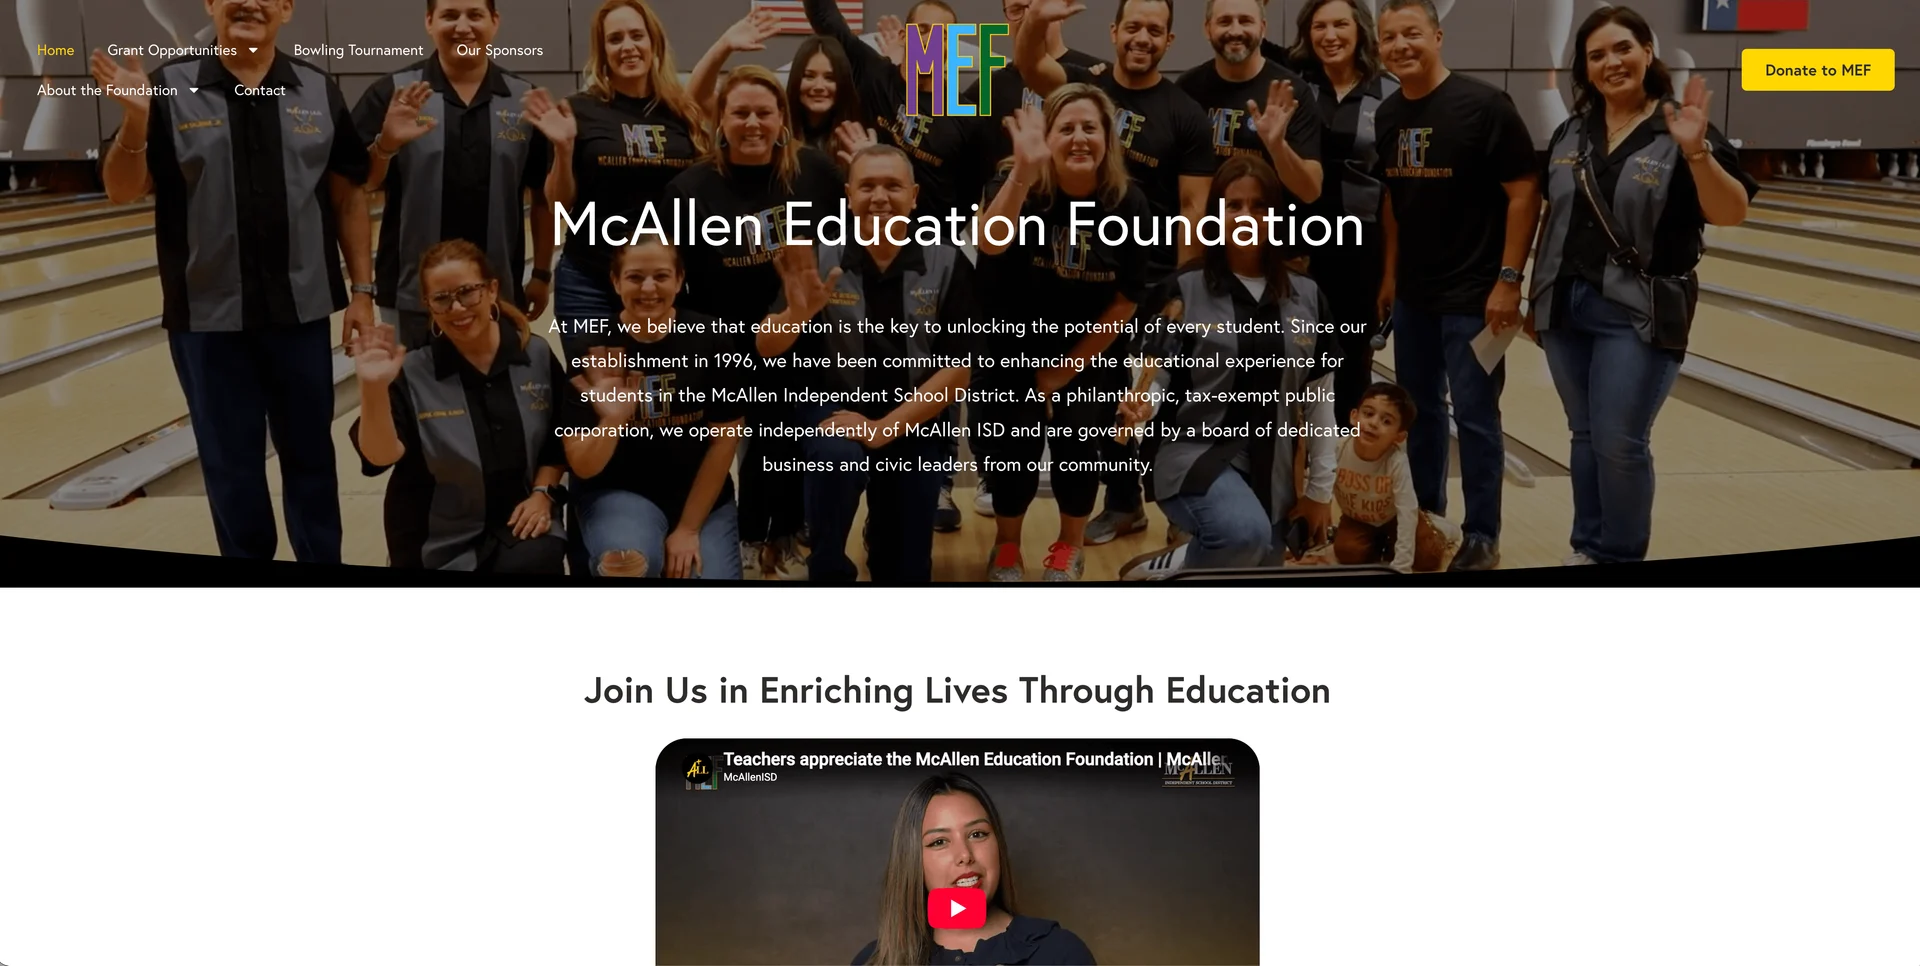 Home
Grant Opportunities
Bowling Tournament
Our Sponsors
About the Foundation
Contact
MEF
Donate to MEF
McAllen Education Foundation
At MEF, we believe that education is the key to unlocking the potential of every student. Since our
establishment in 1996, we have been committed to enhancing the educational experience for
students in the McAllen Independent School District. As a philanthropic, tax-exempt public
corporation, we operate independently of McAllen ISD and are governed by a board of dedicated
business and civic leaders from our community.
Join Us in Enriching Lives Through Education
Teachers appreciate the McAllen Education Foundation | McAlle
McAllenISD
ALL
McALLEN
INDEPENDENT SCHOOL DISTRICT